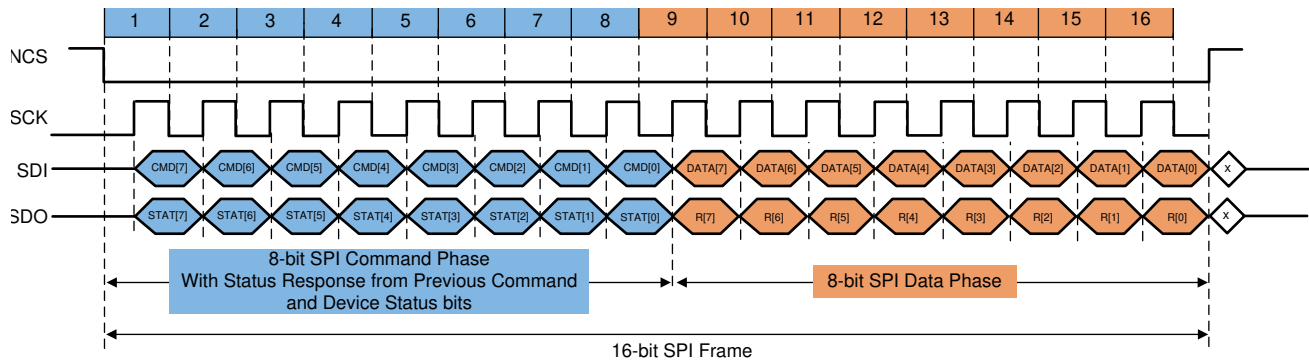 1 2 3 4 5 6 7 8 9 10 11 12 13 14 15 16
NCS
SCK
SDI CMD[7] CMD[6] CMD[5] CMD[4] CMD[3] CMD[2] CMD[1] CMD[0] DATA[7] DATA[6] DATA[5] DATA[4] DATA[3] DATA[2] DATA[1] DATA[0] x
SDO STAT[7] STAT[6] STAT[5] STAT[4] STAT[3] STAT[2] STAT[1] STAT[0] R[7] R[6] R[5] R[4] R[3] R[2] R[1] R[0] x
8-bit SPI Command Phase
With Status Response from Previous Command
and Device Status bits
8-bit SPI Data Phase
16-bit SPI Frame